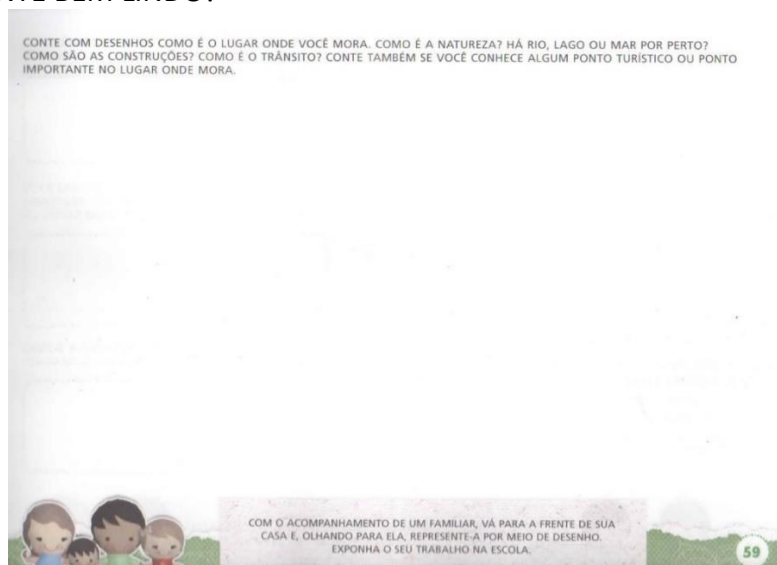 CONTE COM DESENHOS COMO É O LUGAR ONDE VOCÊ MORA. COMO É A NATUREZA? HÁ RIO, LAGO OU MAR POR PERTO?
COMO SÃO AS CONSTRUÇÕES? COMO É O TRÂNSITO? CONTE TAMBÉM SE VOCÊ CONHECE ALGUM PONTO TURÍSTICO OU PONTO
IMPORTANTE NO LUGAR ONDE MORA.
COM O ACOMPANHAMENTO DE UM FAMILIAR, VÁ PARA A FRENTE DE SUA
CASA E, OLHANDO PARA ELA, REPRESENTE-A POR MEIO DE DESENHO.
EXPONHA O SEU TRABALHO NA ESCOLA.
59